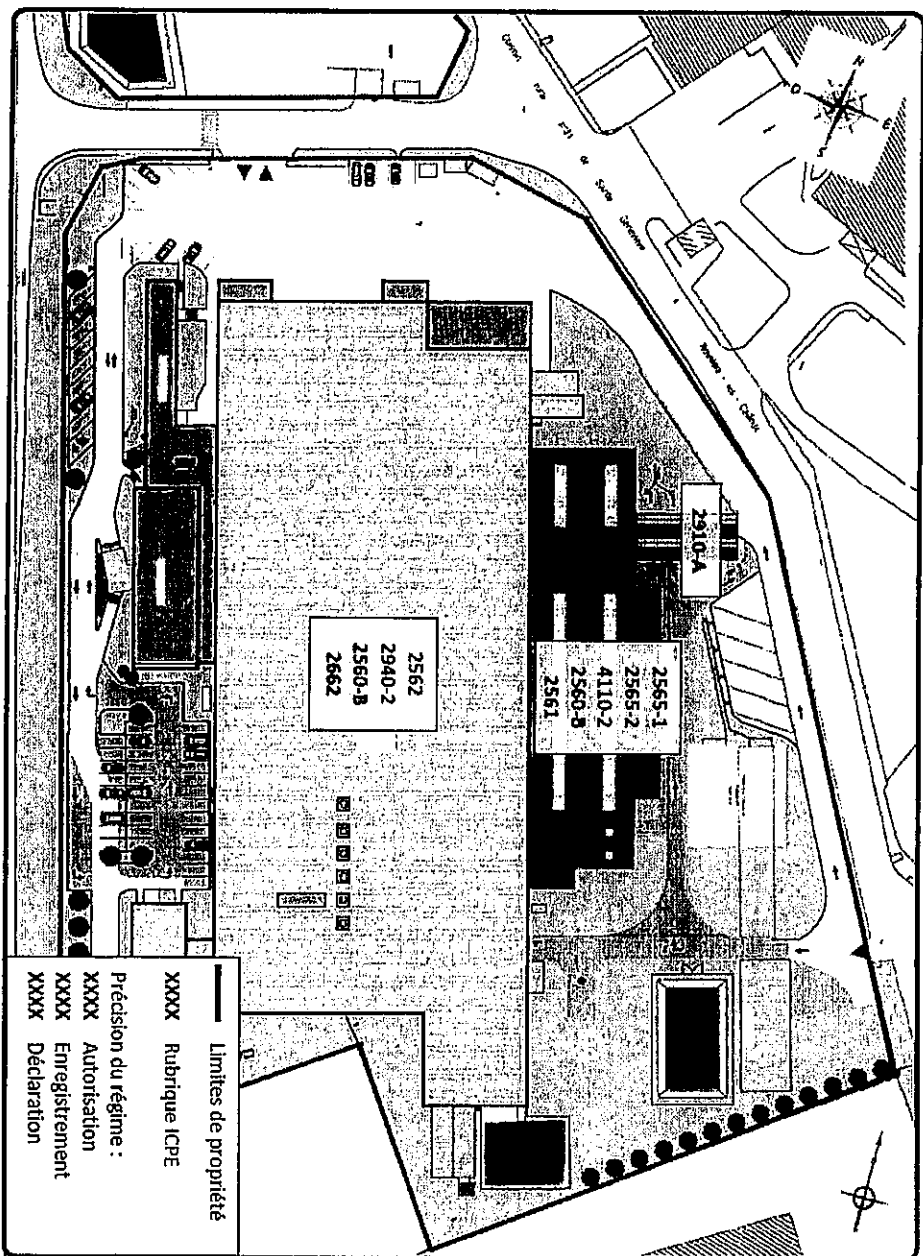 N
E
S
O
2910-A
2565-1
2565-2
4110-2
2560-B
2561
2562
2940-2
2560-B
2662
Limites de propriété
XXXX Rubrique ICPE
Précision du régime :
XXXX Autorisation
XXXX Enregistrement
XXXX Déclaration